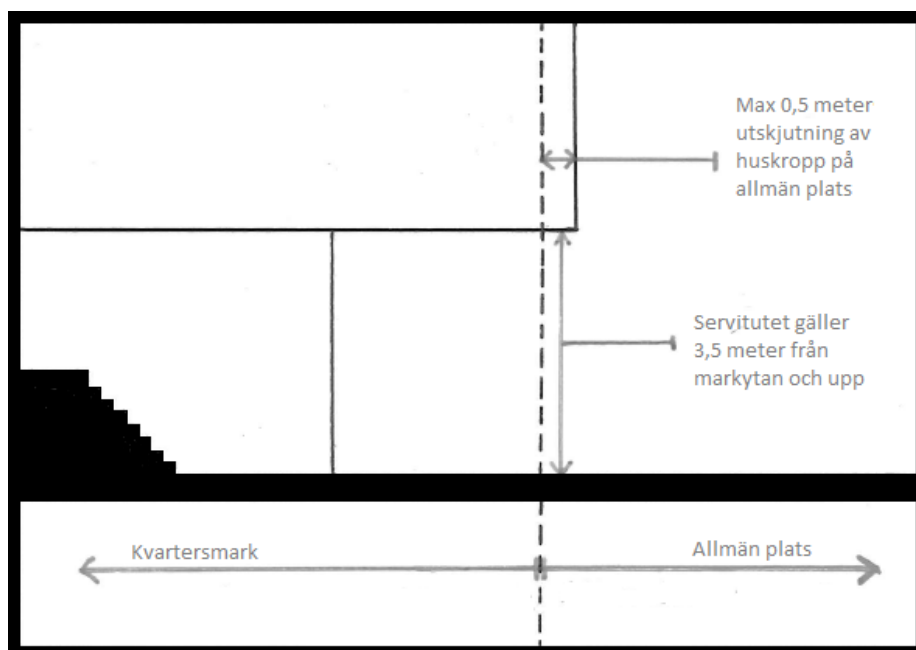 Max 0,5 meter
utskjutning av
huskropp på
allmän plats
Servitutet gäller
3,5 meter från
markytan och upp
Kvartersmark
Allmän plats